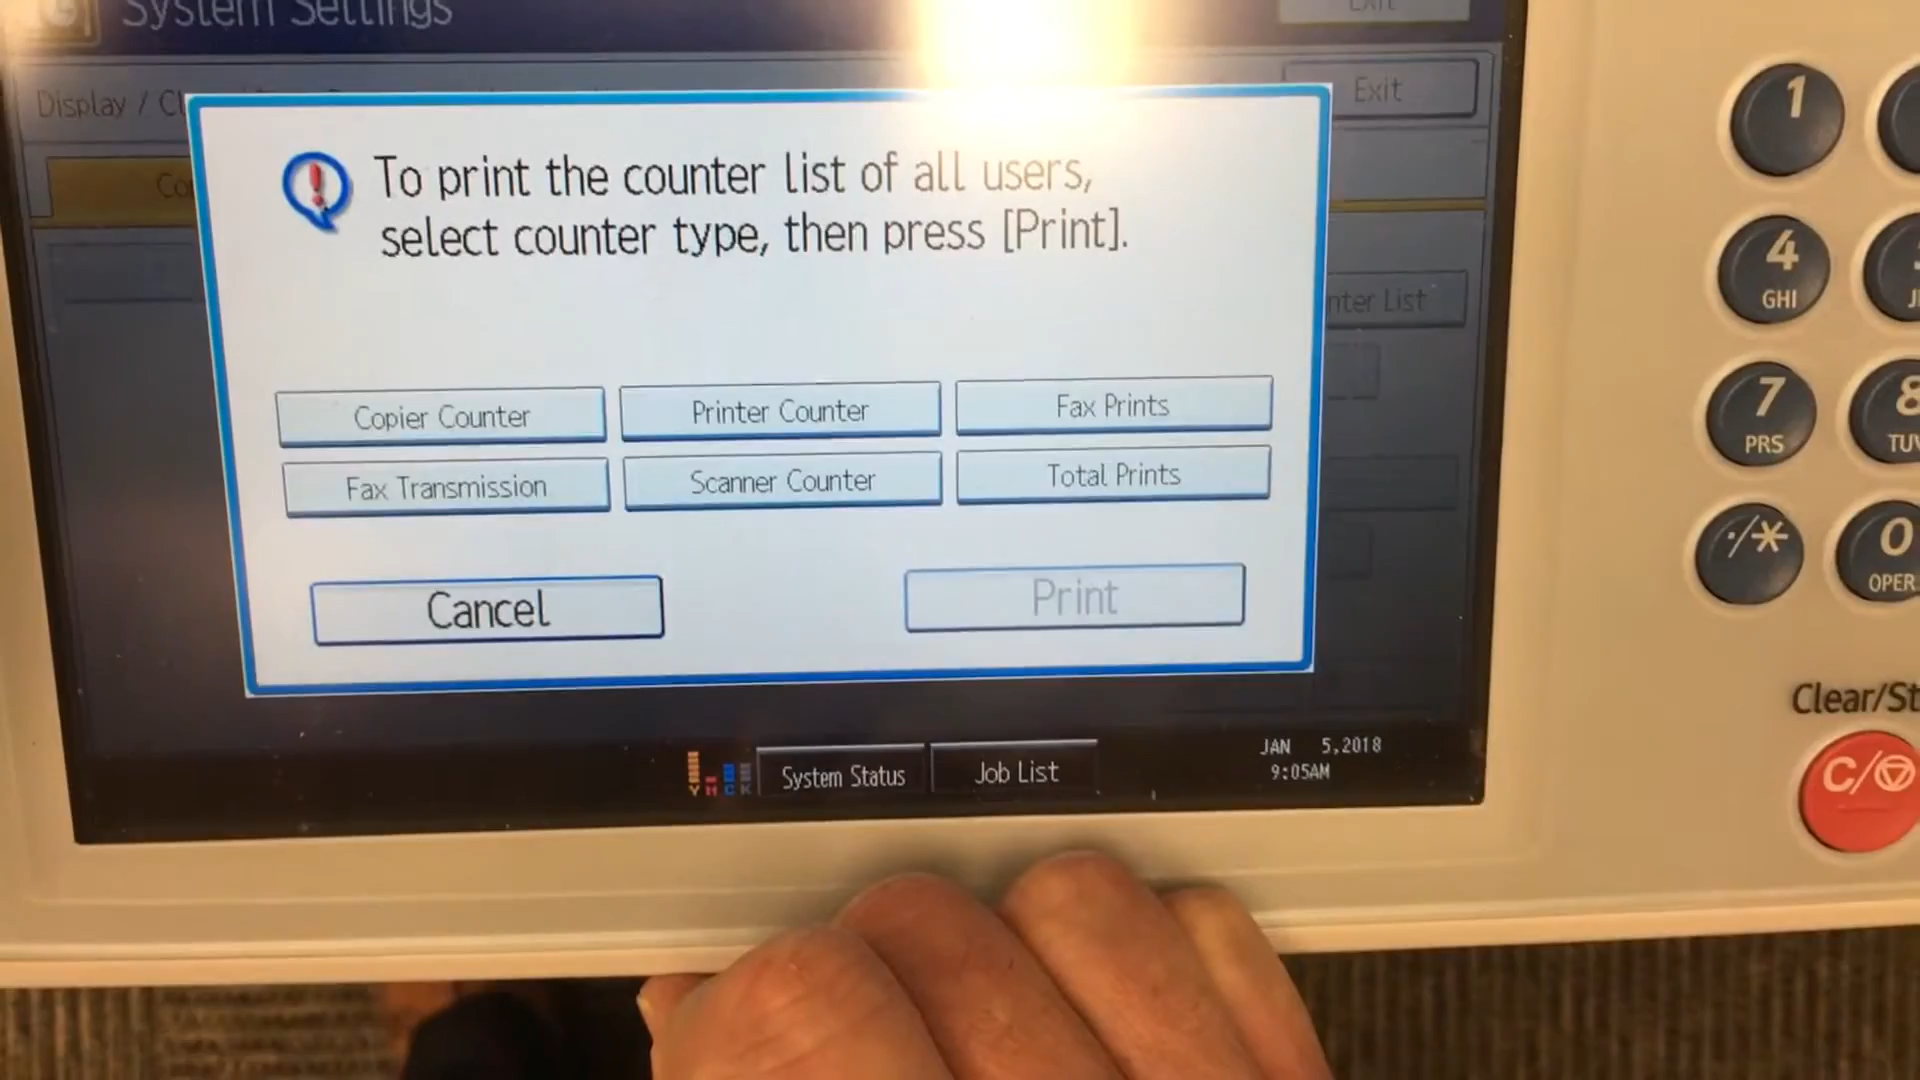 System Settings
Exit
Display / Cl
Exit
To print the counter list of all users,
select counter type, then press [Print].
nter List
Copier Counter
Printer Counter
Fax Prints
Fax Transmission
Scanner Counter
Total Prints
Cancel
Print
Y M C K
System Status
Job List
JAN 5,2018
9:05AM
1
4
GHI
7
PRS
8
TUV
./*
0
OPER
Clear/St
C/